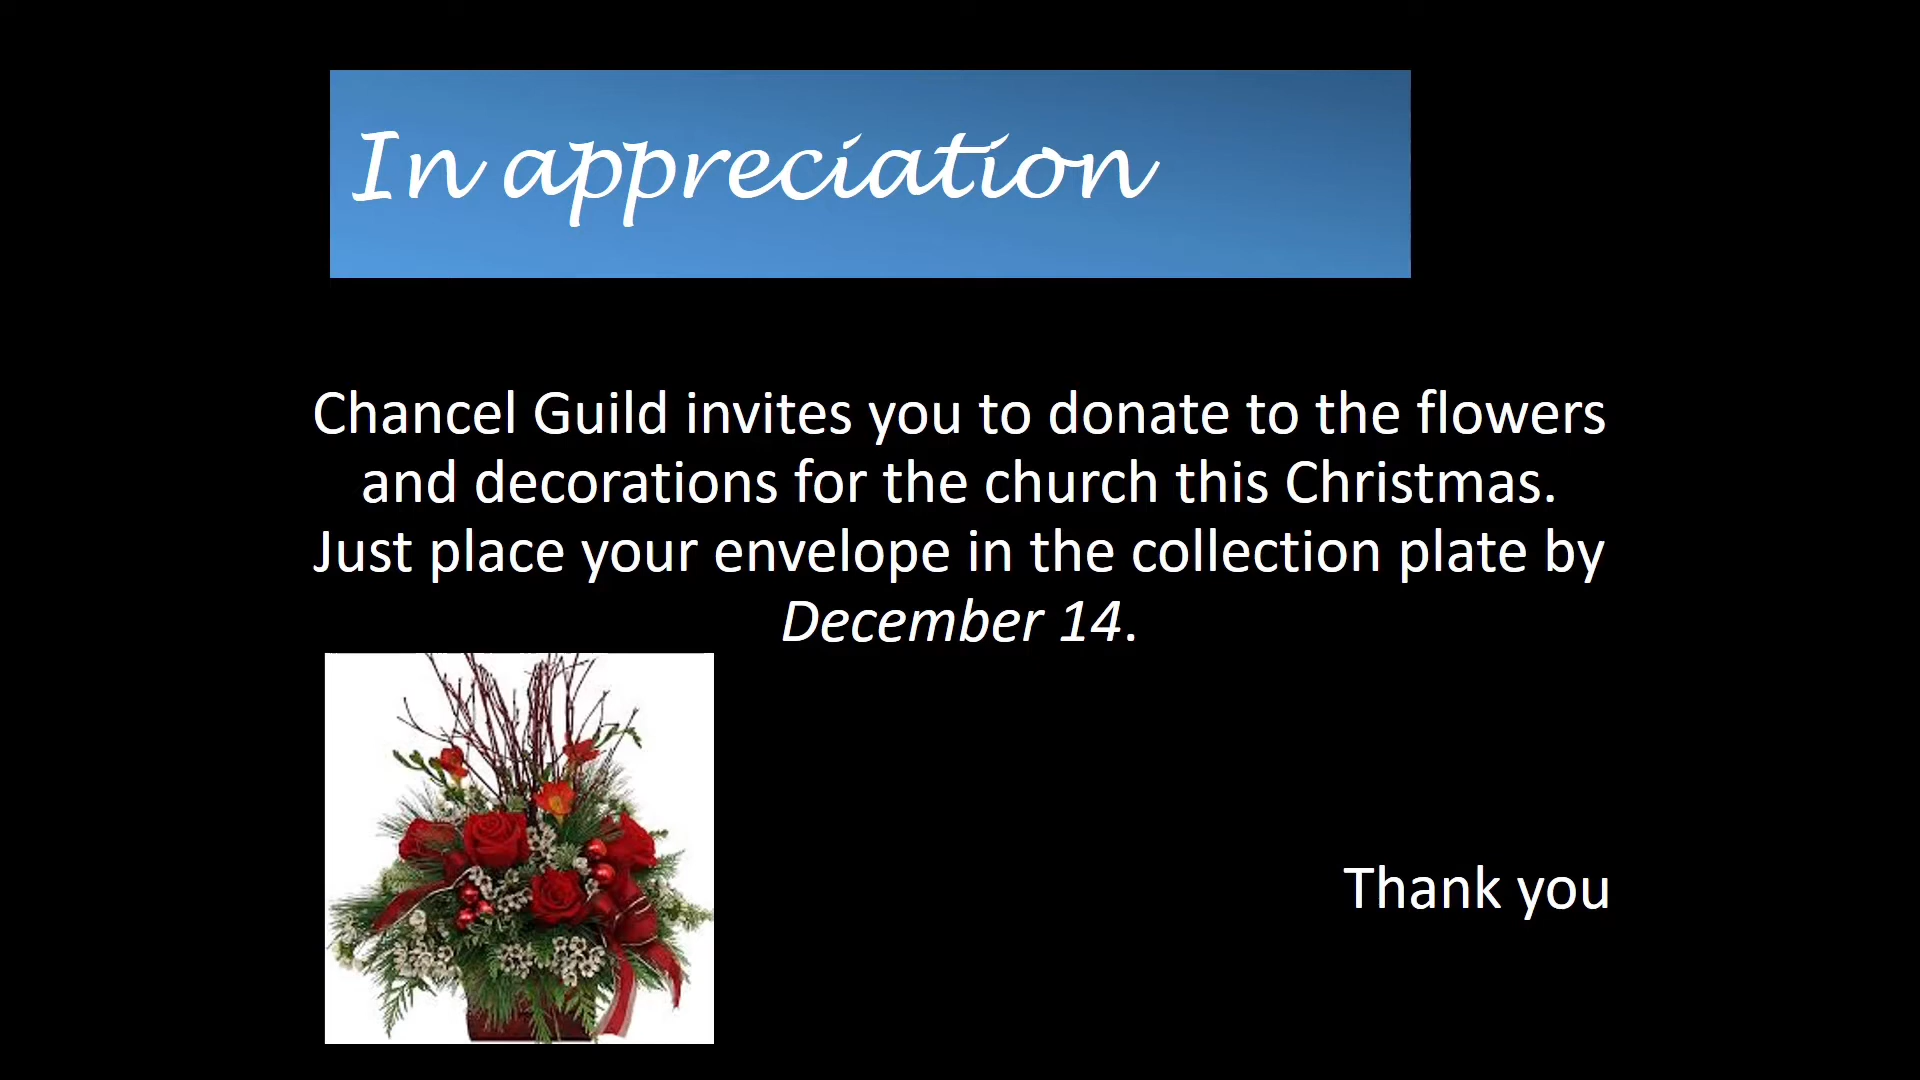 In appreciation
Chancel Guild invites you to donate to the flowers
and decorations for the church this Christmas.
Just place your envelope in the collection plate by
December 14.
Thank you